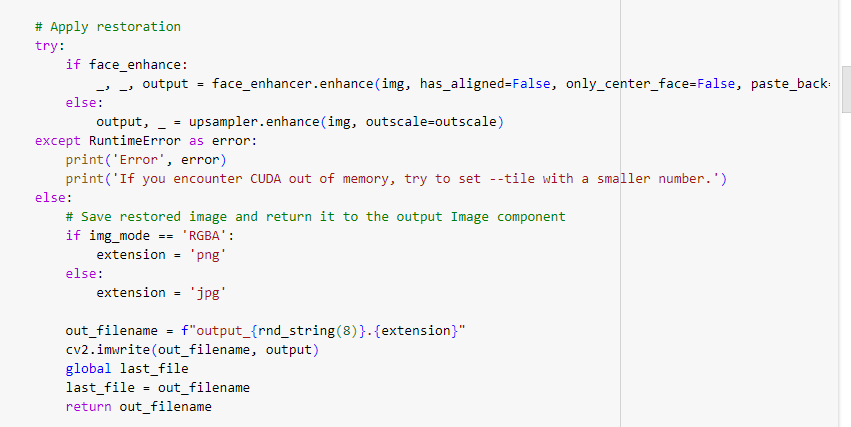 # Apply restoration
try:
    if face_enhance:
        _, _, output = face_enhancer.enhance(img, has_aligned=False, only_center_face=False, paste_back=
    else:
        output, _ = upsampler.enhance(img, outscale=outscale)
except RuntimeError as error:
    print('Error', error)
    print('If you encounter CUDA out of memory, try to set --tile with a smaller number.')
else:
    # Save restored image and return it to the output Image component
    if img_mode == 'RGBA':
        extension = 'png'
    else:
        extension = 'jpg'

    out_filename = f"output_{rnd_string(8)}.{extension}"
    cv2.imwrite(out_filename, output)
    global last_file
    last_file = out_filename
    return out_filename